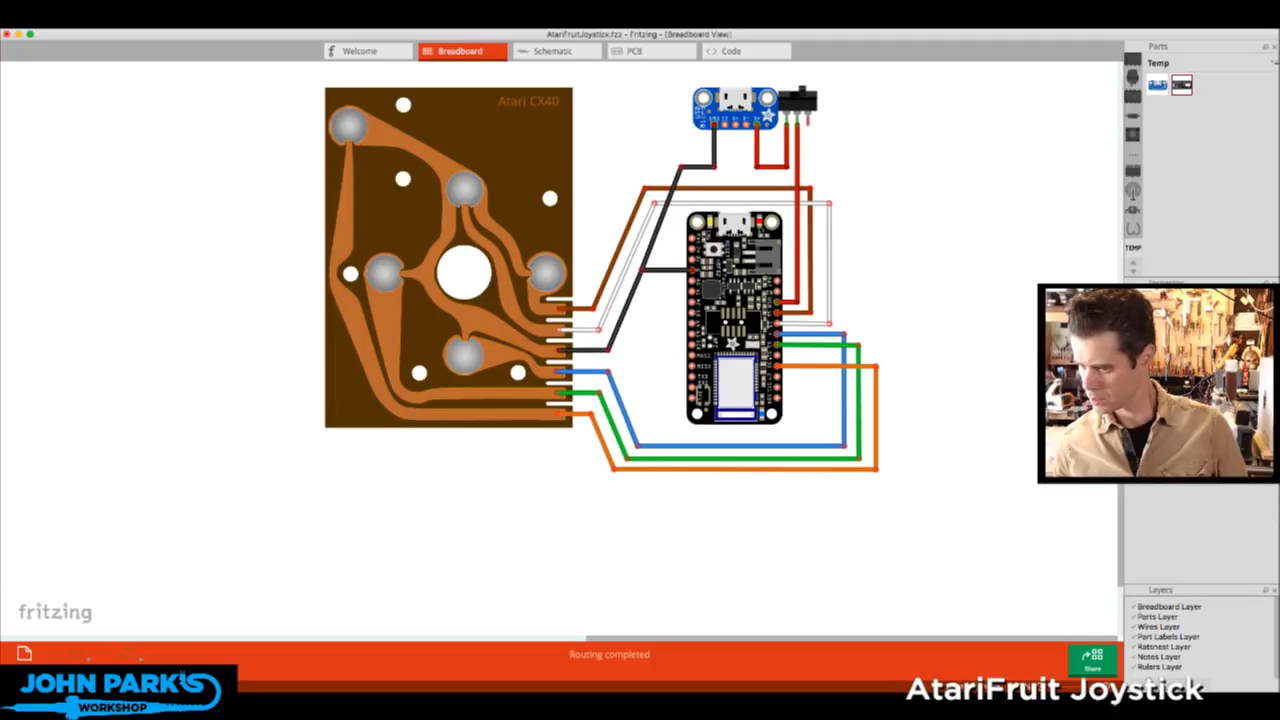 AtariFruitJoystick.fzz - Fritzing - [Breadboard View]
Welcome
Breadboard
Schematic
PCB
Code
Parts
Temp
Atari CX40
TEMP
fritzing
Routing completed
Share
Layers
Breadboard Layer
Parts Layer
Wires Layer
Part Labels Layer
Ratsnest Layer
Notes Layer
Rulers Layer
JOHN PARK'S
WORKSHOP
AtariFruit Joystick